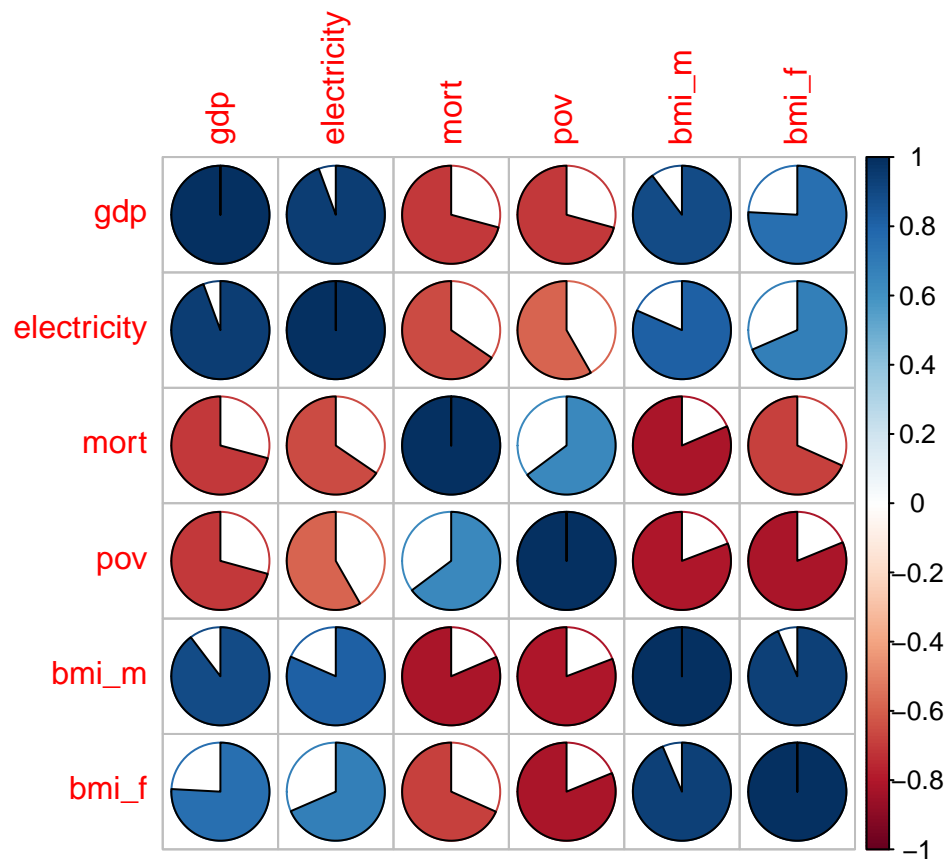 gdp
electricity
mort
pov
bmi_m
bmi_f
gdp
electricity
mort
pov
bmi_m
bmi_f
1
0.8
0.6
0.4
0.2
0
−0.2
−0.4
−0.6
−0.8
−1